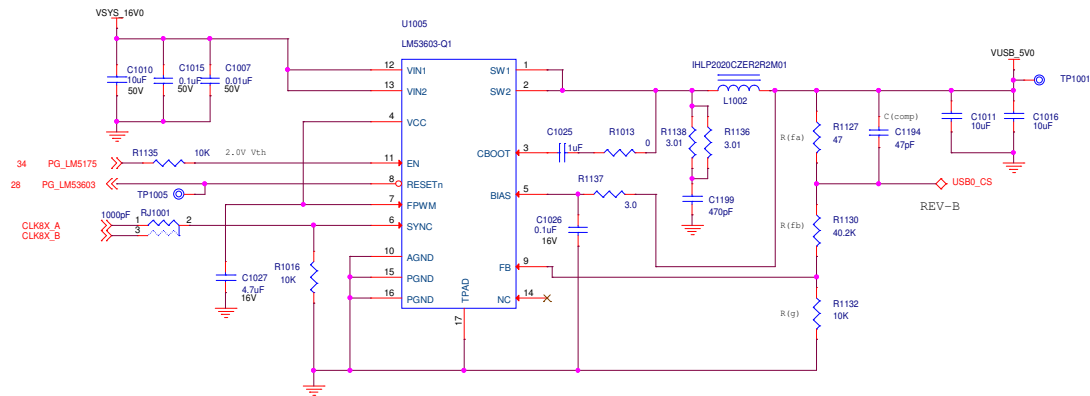 VSYS_16V0
U1005
LM53603-Q1
C1010
10uF
50V
C1015
0.1uF
50V
C1007
0.01uF
50V
12 VIN1
13 VIN2
4 VCC
11 EN
8 RESETn
7 FPWM
6 SYNC
10 AGND
15 PGND
16 PGND
TPAD
17
SW1 1
SW2 2
CBOOT 3
BIAS 5
FB 9
NC 14
34 PG_LM5175
R1135
10K
2.0V Vth
28 PG_LM53603
TP1005
1000pF
RJ1001
CLK8X_A 1
2
CLK8X_B 3
C1027
4.7uF
16V
R1016
10K
IHLP2020CZER2R2M01
L1002
C1025
1uF
R1013
0
R1138
3.01
R1136
3.01
C1199
470pF
R1137
3.0
C1026
0.1uF
16V
VUSB_5V0
TP1001
R(fa)
R1127
47
C(comp)
C1194
47pF
C1011
10uF
C1016
10uF
USB0_CS
REV-B
R(fb)
R1130
40.2K
R(g)
R1132
10K